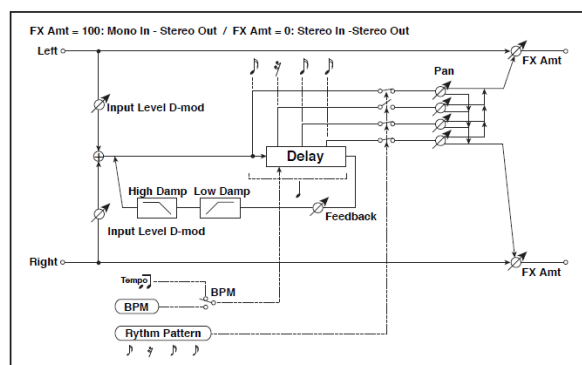 FX Amt = 100: Mono In - Stereo Out  /  FX Amt = 0: Stereo In -Stereo Out
Left
Pan
FX Amt
Input Level D-mod
Delay
High Damp
Low Damp
Feedback
Input Level D-mod
Right
FX Amt
Tempo
BPM
BPM
Rythm Pattern